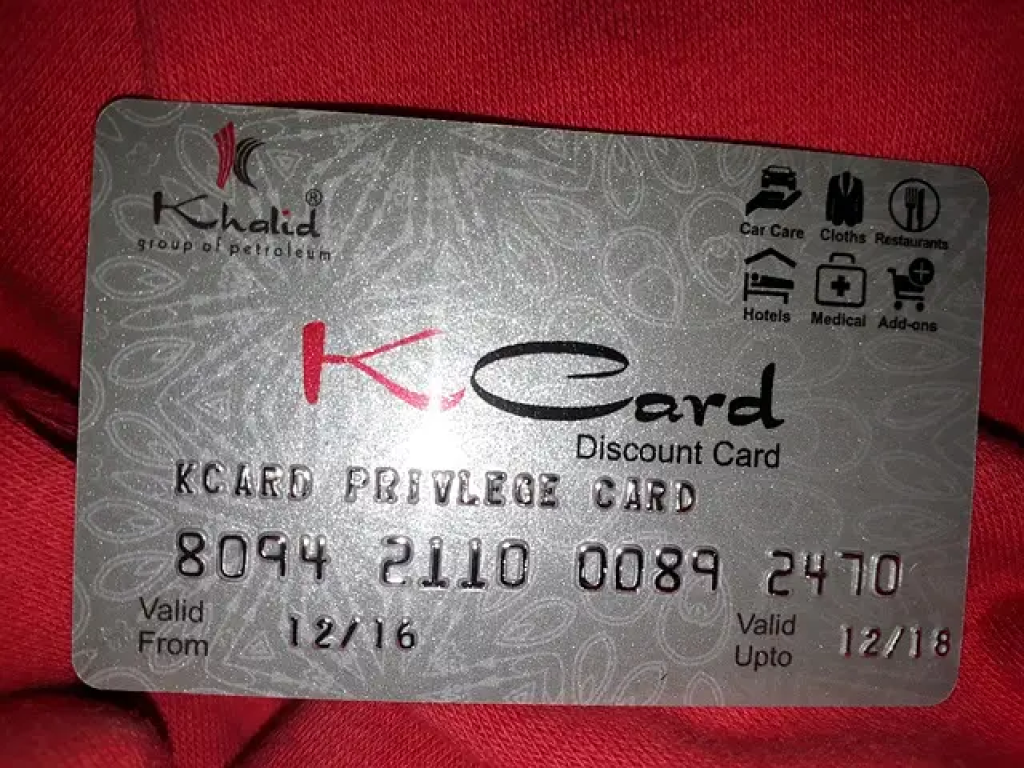 Khalid®
group of petroleum
Car Care Cloths Restaurants
Hotels Medical Add-ons
K Card
Discount Card
KCARD PRIVLEGE CARD
8094 2110 0089 2470
Valid From 12/16 Valid Upto 12/18